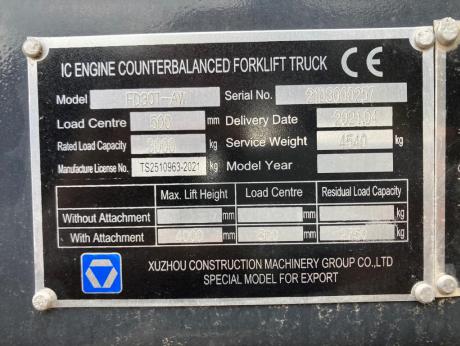 IC ENGINE COUNTERBALANCED FORKLIFT TRUCK CE
Model FD30T-AW Serial No.
Load Centre 500 mm Delivery Date 2021.04
Rated Load Capacity 3000 kg Service Weight 4540 kg
Manufacture License No. TS2510963-2021 Model Year
Max. Lift Height Load Centre Residual Load Capacity
Without Attachment mm mm kg
With Attachment mm mm kg
XUZHOU CONSTRUCTION MACHINERY GROUP CO.,LTD
SPECIAL MODEL FOR EXPORT